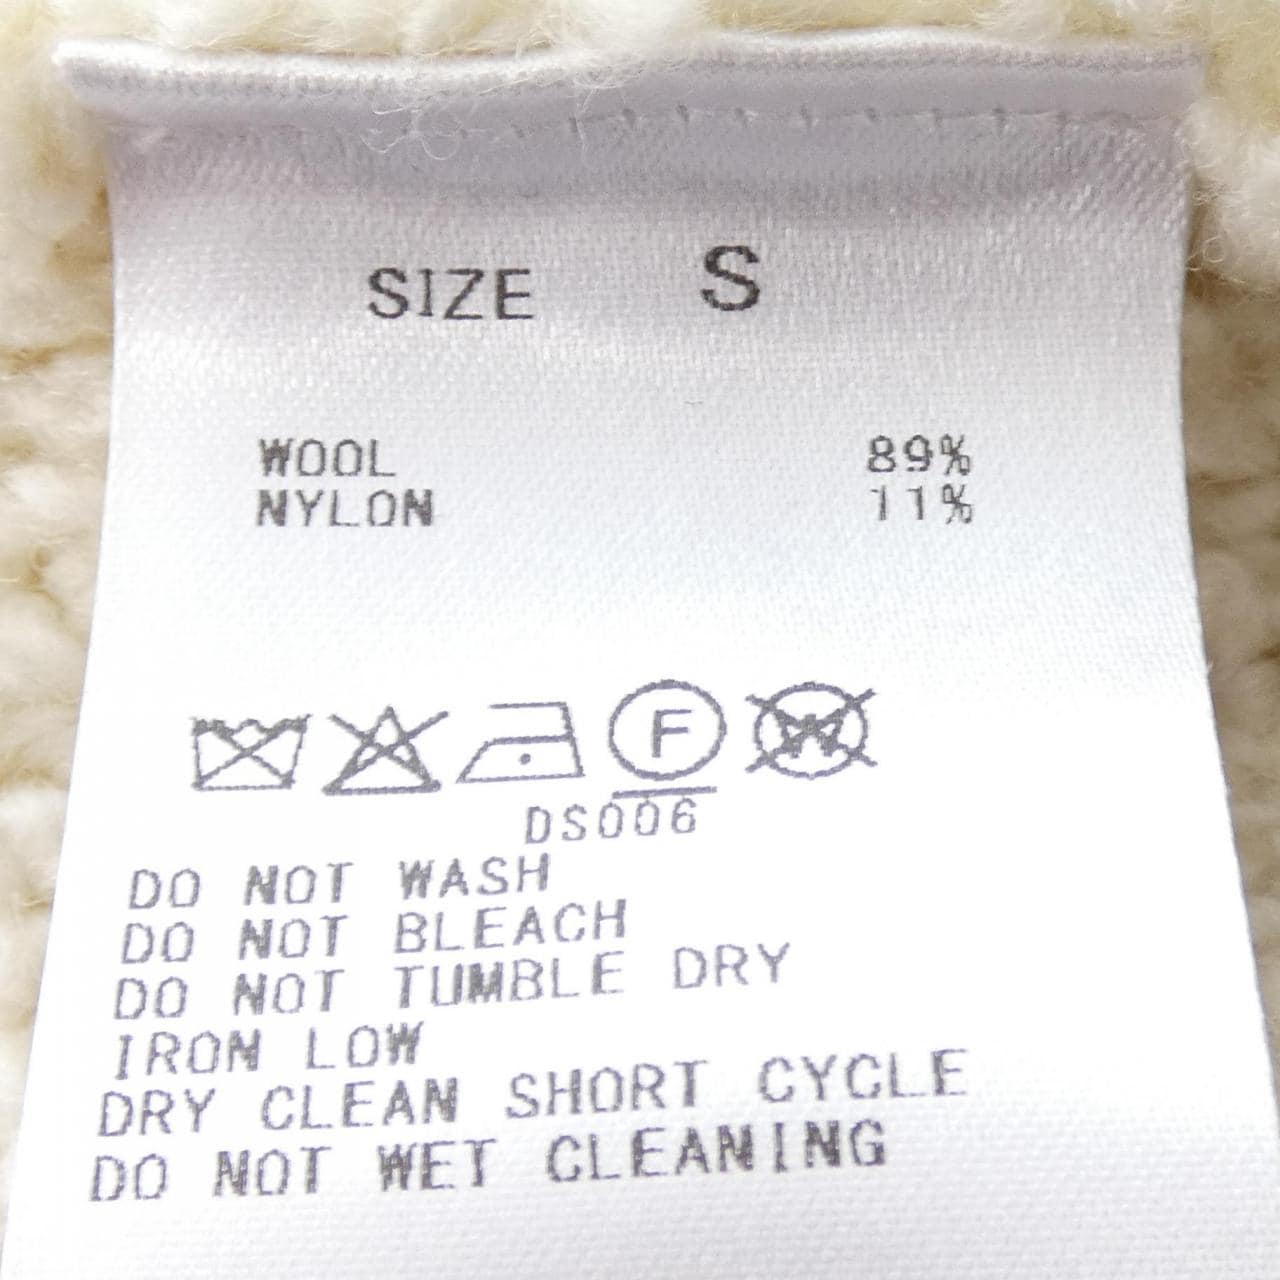 SIZE S
WOOL 89%
NYLON 11%
F W
DS006
DO NOT WASH
DO NOT BLEACH
DO NOT TUMBLE DRY
IRON LOW
DRY CLEAN SHORT CYCLE
DO NOT WET CLEANING